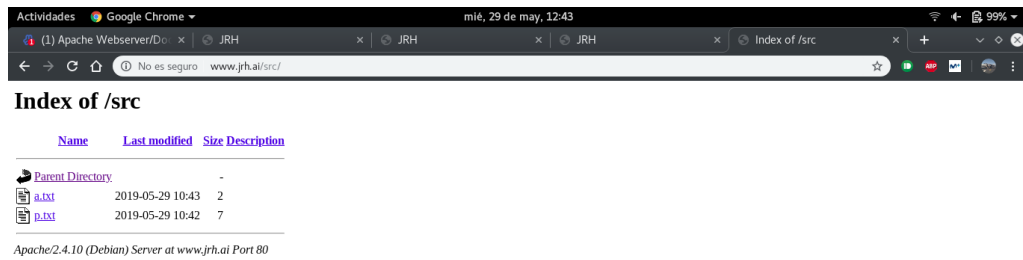 Actividades Google Chrome mié, 29 de may, 12:43 99%
(1) Apache Webserver/Do JRH JRH JRH Index of /src
No es seguro www.jrh.ai/src/ ABP
Index of /src
Name Last modified Size Description
Parent Directory -
a.txt 2019-05-29 10:43 2
p.txt 2019-05-29 10:42 7
Apache/2.4.10 (Debian) Server at www.jrh.ai Port 80